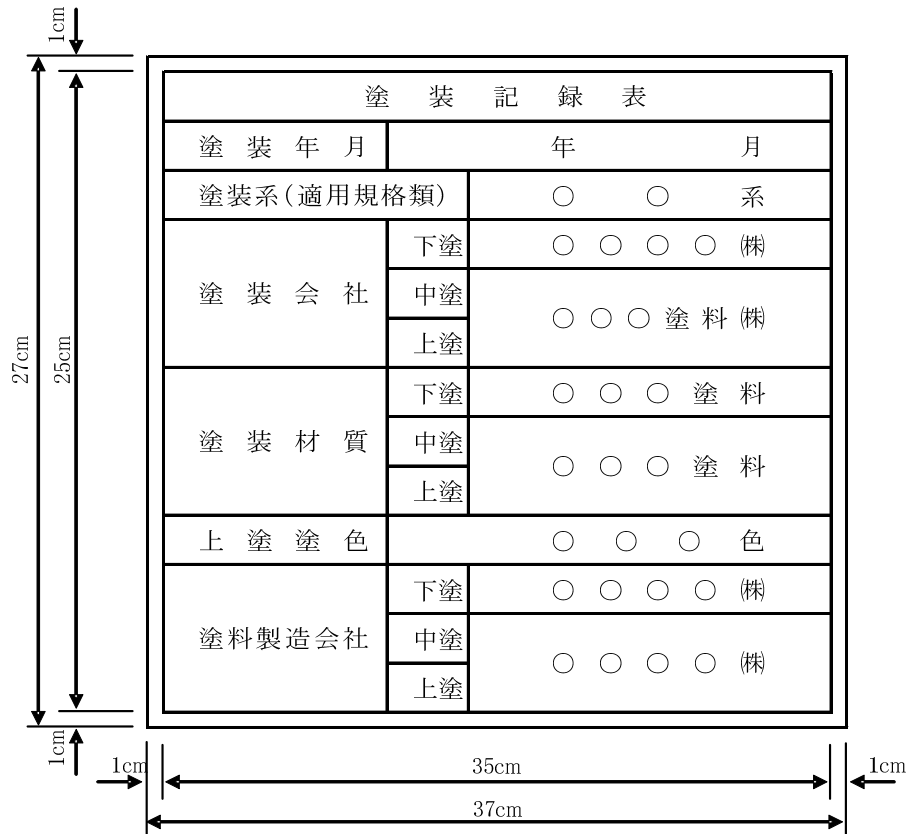 1cm
塗装記録表
塗装年月 年 月
塗装系(適用規格類) ○ ○ 系
下塗 ○ ○ ○ ○ ㈱
塗装会社 中塗 ○ ○ ○ 塗料 ㈱
上塗
27cm
25cm
下塗 ○ ○ ○ 塗料
塗装材質 中塗 ○ ○ ○ 塗料
上塗
上塗塗色 ○ ○ ○ 色
下塗 ○ ○ ○ ○ ㈱
塗料製造会社 中塗 ○ ○ ○ ○ ㈱
上塗
1cm
1cm 35cm 1cm
37cm